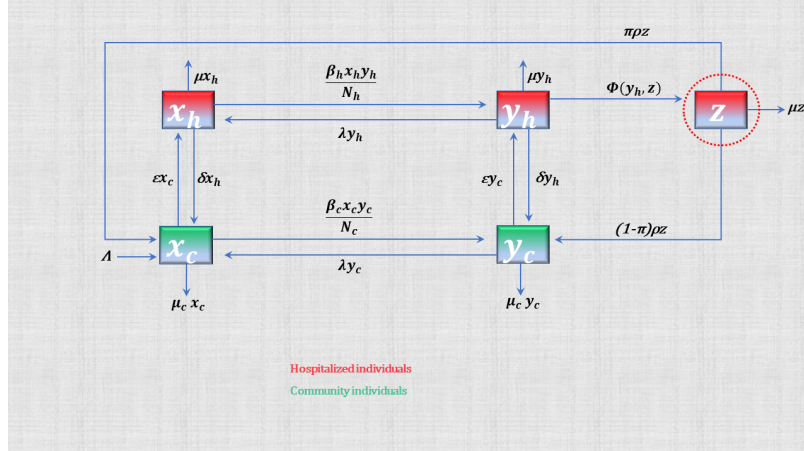 πρz
μx_h
β_h x_h y_h
N_h
μy_h
Φ(y_h, z)
x_h
y_h
z
μz
λy_h
εx_c
δx_h
εy_c
δy_h
β_c x_c y_c
N_c
(1-π)ρz
x_c
y_c
Λ
λy_c
μ_c x_c
μ_c y_c
Hospitalized individuals
Community individuals